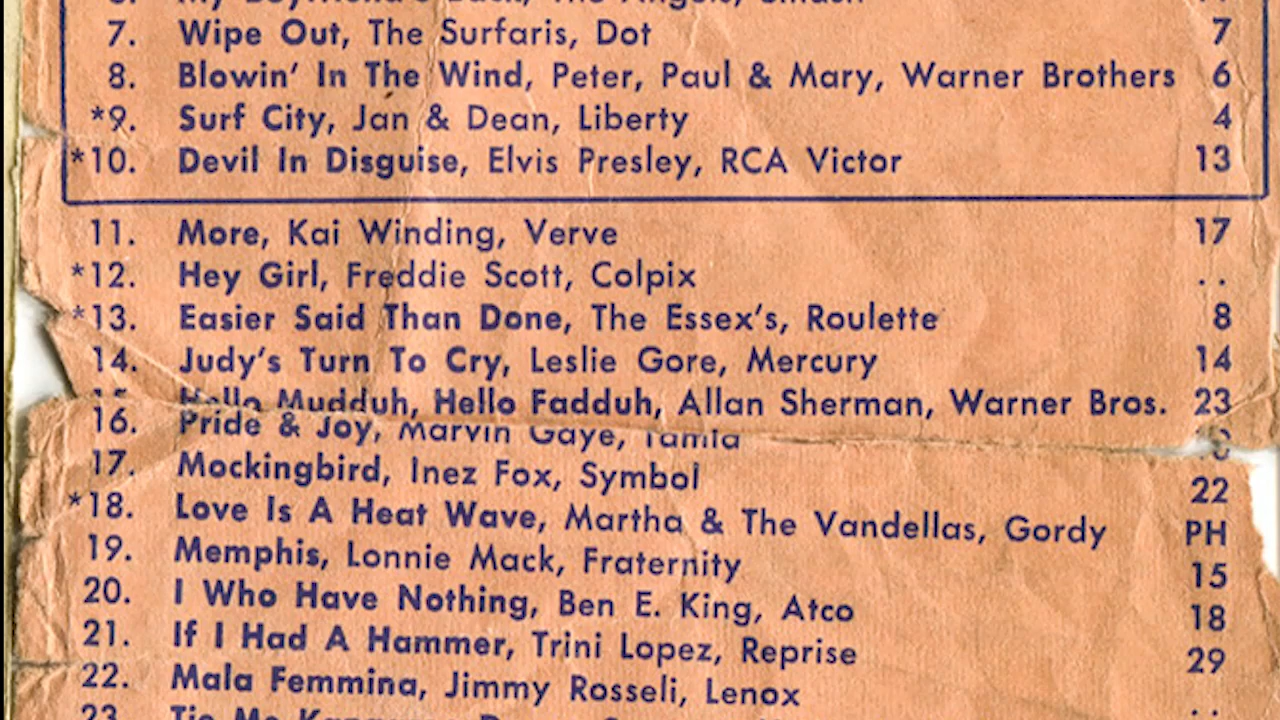 7. Wipe Out, The Surfaris, Dot 7
8. Blowin' In The Wind, Peter, Paul & Mary, Warner Brothers 6
*9. Surf City, Jan & Dean, Liberty 4
*10. Devil In Disguise, Elvis Presley, RCA Victor 13
11. More, Kai Winding, Verve 17
*12. Hey Girl, Freddie Scott, Colpix . .
*13. Easier Said Than Done, The Essex's, Roulette 8
14. Judy's Turn To Cry, Leslie Gore, Mercury 14
15. Hello Mudduh, Hello Fadduh, Allan Sherman, Warner Bros. 23
16. Pride & Joy, Marvin Gaye, Tamla
17. Mockingbird, Inez Fox, Symbol 22
*18. Love Is A Heat Wave, Martha & The Vandellas, Gordy PH
19. Memphis, Lonnie Mack, Fraternity 15
20. I Who Have Nothing, Ben E. King, Atco 18
21. If I Had A Hammer, Trini Lopez, Reprise 29
22. Mala Femmina, Jimmy Rosseli, Lenox . .
23. Tie Me